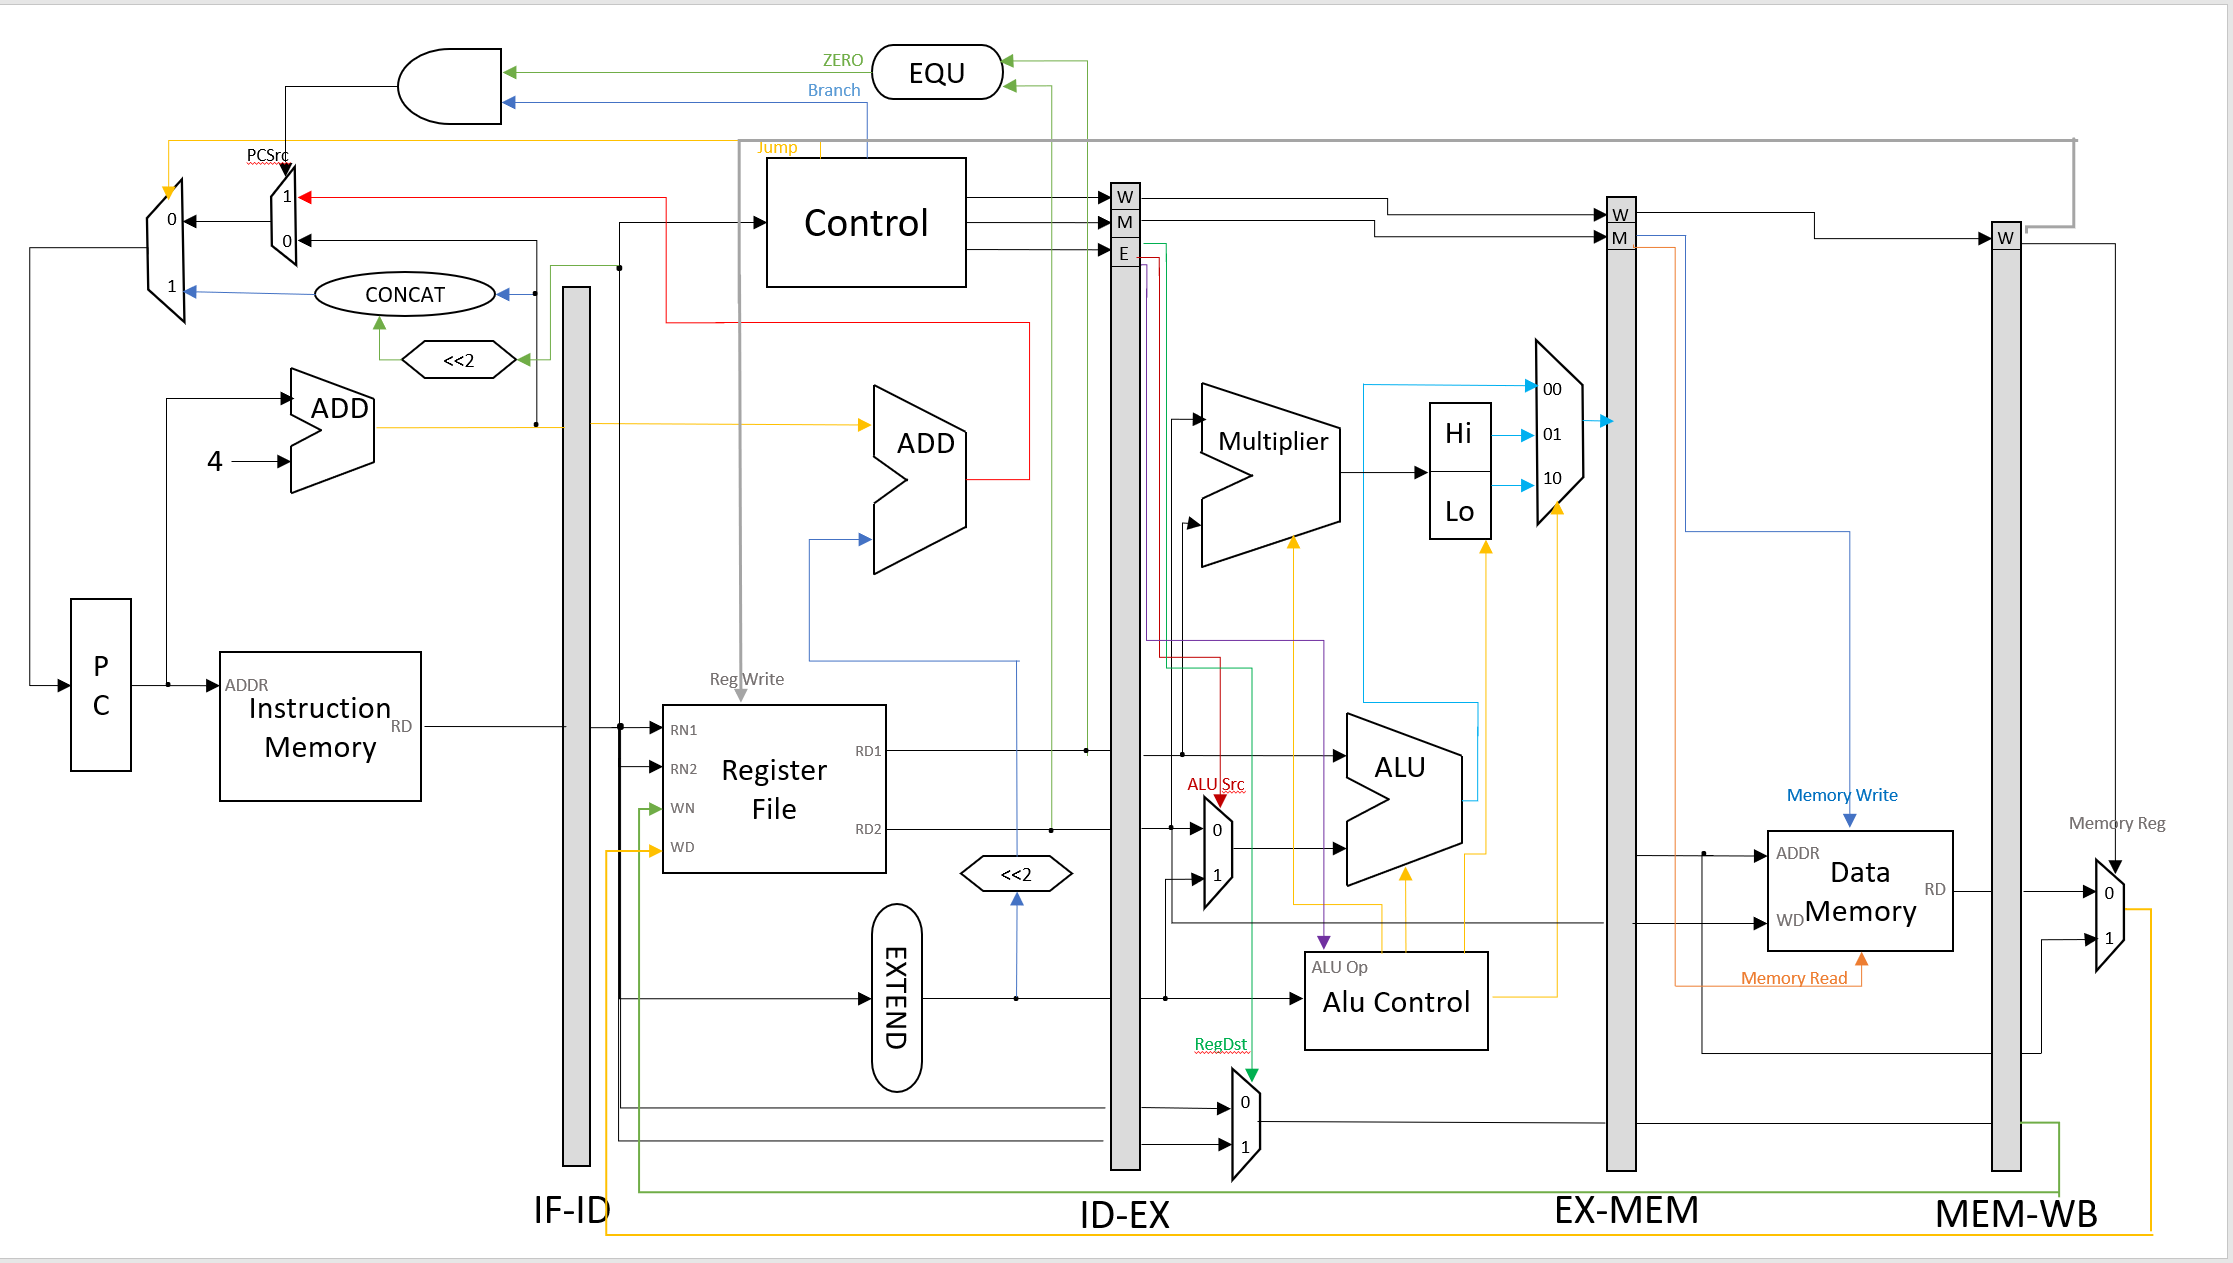 ZERO
EQU
Branch
Jump
PCSrc
1
0
0
1
CONCAT
<<2
Control
W
M
E
W
M
W
ADD
4
ADD
Multiplier
Hi
Lo
00
01
10
P
C
ADDR
Instruction
Memory
RD
Reg Write
RN1
RN2
WN
WD
Register
File
RD1
RD2
<<2
EXTEND
ALU Src
0
1
ALU
ALU Op
Alu Control
RegDst
0
1
Memory Write
ADDR
WD
Data
Memory
RD
Memory Read
Memory Reg
0
1
IF-ID
ID-EX
EX-MEM
MEM-WB